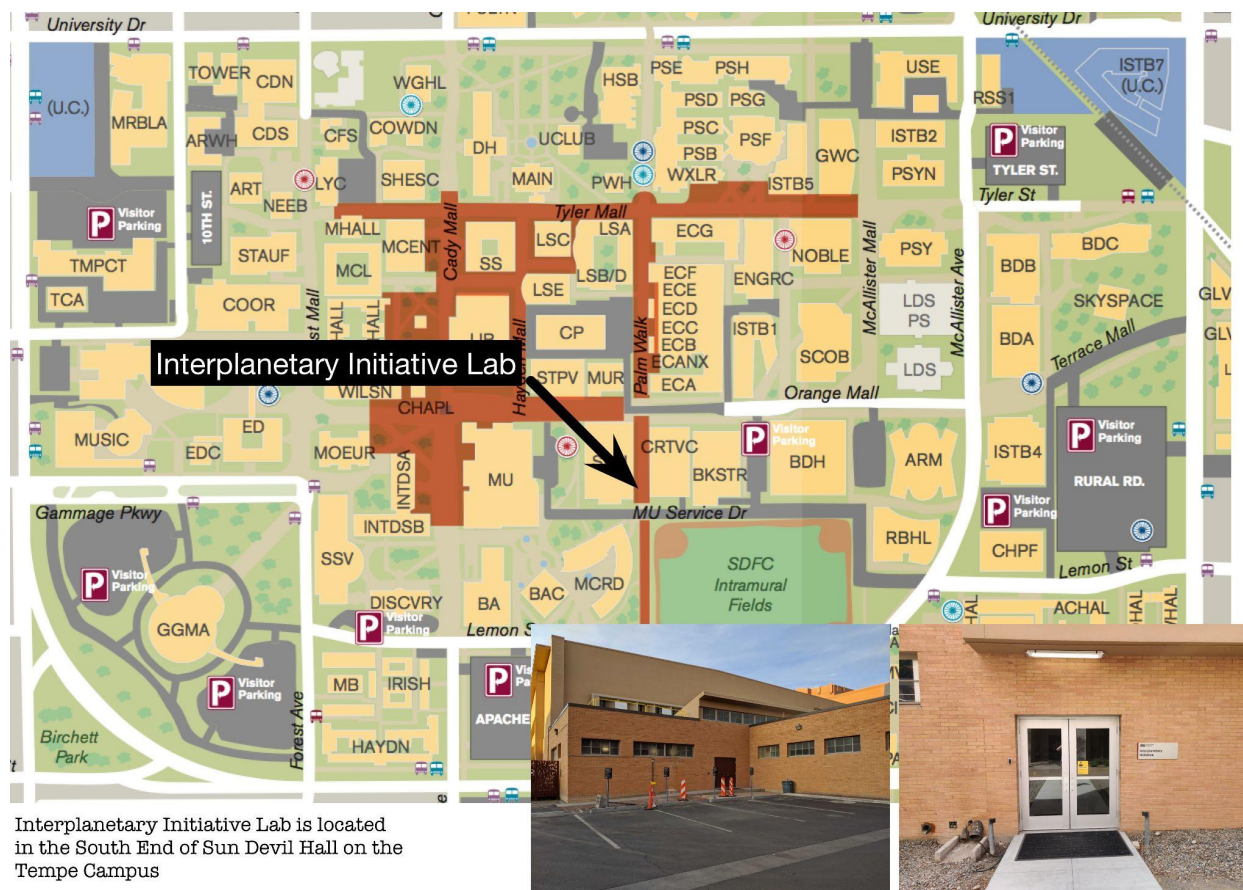 University Dr
University Dr
TOWER
CDN
WGHL
HSB
PSE
PSH
USE
ISTB7
(U.C.)
(U.C.)
MRBLA
ARWH
CDS
CFS
COWDN
DH
UCLUB
PSD
PSG
PSC
PSF
PSB
GWC
ISTB2
RSS1
P Visitor
Parking
TYLER ST.
ART
LYC
SHESC
MAIN
PWH
WXLR
ISTB5
PSYN
NEEB
10TH ST.
Tyler St
P Visitor
Parking
Tyler Mall
MHALL
MCENT
Cady Mall
SS
LSC
LSA
ECG
NOBLE
McAllister Mall
PSY
McAllister Ave
BDB
BDC
TMPCT
STAUF
MCL
LSB/D
ENGRC
TCA
COOR
LSE
ECF
ECE
ECD
ECC
ECB
ECANX
ECA
LDS
PS
SKYSPACE
CP
ISTB1
SCOB
BDA
Terrace Mall
Palm Walk
Interplanetary Initiative Lab
WILSN
STPV
MUR
LDS
CHAPL
Orange Mall
MUSIC
ED
EDC
MOEUR
INTDSA
MU
CRTVC
BKSTR
P Visitor
Parking
BDH
ARM
ISTB4
P Visitor
Parking
RURAL RD.
Gammage Pkwy
INTDSB
MU Service Dr
P Visitor
Parking
SSV
RBHL
CHPF
P Visitor
Parking
BA
BAC
MCRD
SDFC
Intramural
Fields
Lemon St
GGMA
DISCVRY
P Visitor
Parking
ACHAL
Lemon S
P Visitor
Parking
MB
IRISH
APACHE
HAYDN
Forest Ave
Birchett
Park
Interplanetary Initiative Lab is located
in the South End of Sun Devil Hall on the
Tempe Campus